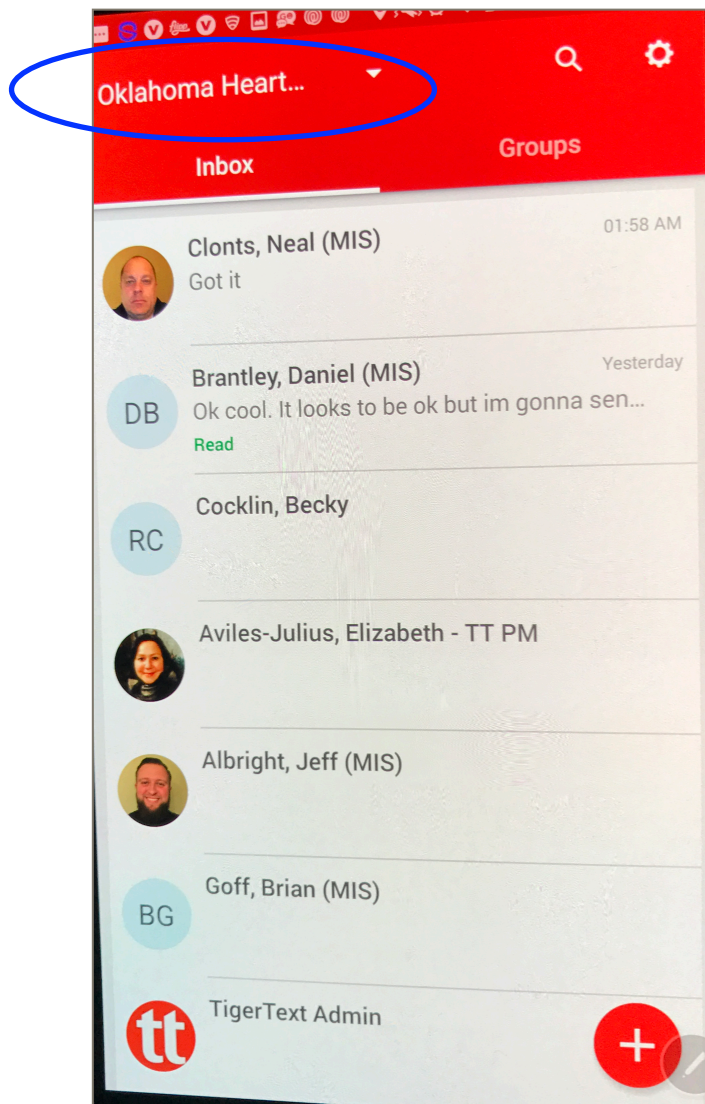 Oklahoma Heart...
Inbox
Groups
Clonts, Neal (MIS)
01:58 AM
Got it
Brantley, Daniel (MIS)
Yesterday
DB
Ok cool. It looks to be ok but im gonna sen...
Read
Cocklin, Becky
RC
Aviles-Julius, Elizabeth - TT PM
Albright, Jeff (MIS)
Goff, Brian (MIS)
BG
TigerText Admin
tt